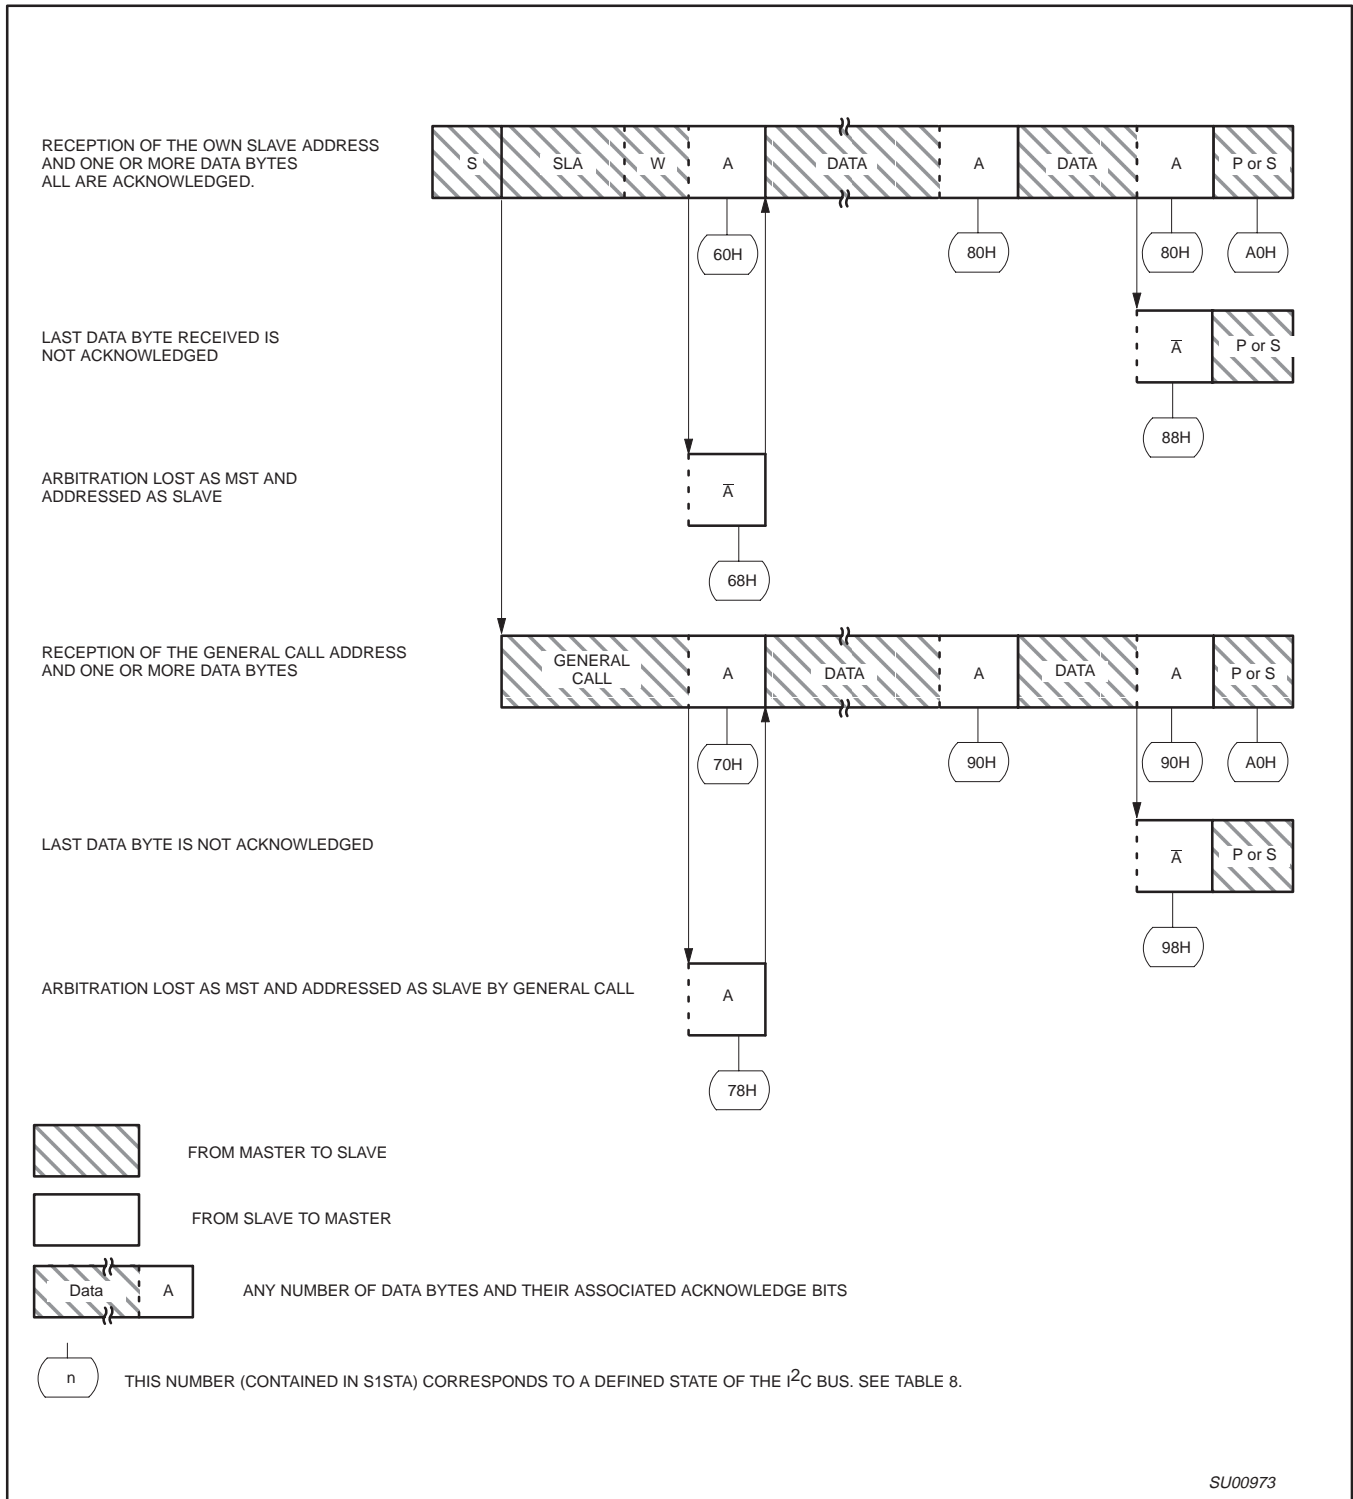 RECEPTION OF THE OWN SLAVE ADDRESS
AND ONE OR MORE DATA BYTES
ALL ARE ACKNOWLEDGED.
S SLA W A DATA A DATA A P or S
60H 80H 80H A0H
LAST DATA BYTE RECEIVED IS
NOT ACKNOWLEDGED
A̅ P or S
88H
ARBITRATION LOST AS MST AND
ADDRESSED AS SLAVE
A̅
68H
RECEPTION OF THE GENERAL CALL ADDRESS
AND ONE OR MORE DATA BYTES
GENERAL
CALL
A DATA A DATA A P or S
70H 90H 90H A0H
LAST DATA BYTE IS NOT ACKNOWLEDGED
A̅ P or S
98H
ARBITRATION LOST AS MST AND ADDRESSED AS SLAVE BY GENERAL CALL
A
78H
FROM MASTER TO SLAVE
FROM SLAVE TO MASTER
Data A ANY NUMBER OF DATA BYTES AND THEIR ASSOCIATED ACKNOWLEDGE BITS
n THIS NUMBER (CONTAINED IN S1STA) CORRESPONDS TO A DEFINED STATE OF THE I²C BUS. SEE TABLE 8.
SU00973